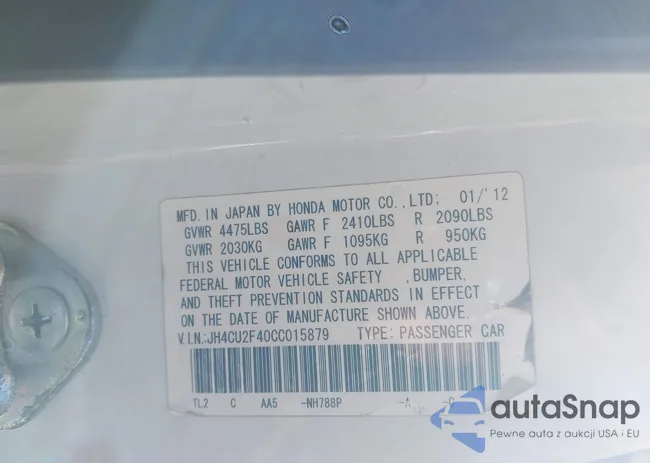 MFD. IN JAPAN BY HONDA MOTOR CO.,LTD; 01/'12
GVWR 4475LBS GAWR F 2410LBS R 2090LBS
GVWR 2030KG GAWR F 1095KG R 950KG
THIS VEHICLE CONFORMS TO ALL APPLICABLE
FEDERAL MOTOR VEHICLE SAFETY , BUMPER,
AND THEFT PREVENTION STANDARDS IN EFFECT
ON THE DATE OF MANUFACTURE SHOWN ABOVE.
V.I.N.:JH4CU2F40CC015879 TYPE: PASSENGER CAR
TL2 C AA5 -NH788P -A
autaSnap
Pewne auta z aukcji USA i EU